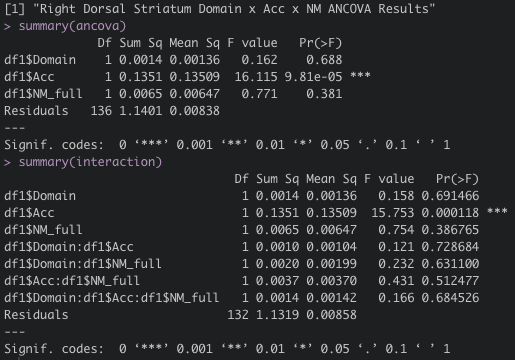 [1] "Right Dorsal Striatum Domain x Acc x NM ANCOVA Results"
> summary(ancova)
Df Sum Sq Mean Sq F value Pr(>F)
df1$Domain 1 0.0014 0.00136 0.162 0.688
df1$Acc 1 0.1351 0.13509 16.115 9.81e-05 ***
df1$NM_full 1 0.0065 0.00647 0.771 0.381
Residuals 136 1.1401 0.00838
---
Signif. codes: 0 ‘***’ 0.001 ‘**’ 0.01 ‘*’ 0.05 ‘.’ 0.1 ‘ ’ 1
> summary(interaction)
Df Sum Sq Mean Sq F value Pr(>F)
df1$Domain 1 0.0014 0.00136 0.158 0.691466
df1$Acc 1 0.1351 0.13509 15.753 0.000118 ***
df1$NM_full 1 0.0065 0.00647 0.754 0.386765
df1$Domain:df1$Acc 1 0.0010 0.00104 0.121 0.728684
df1$Domain:df1$NM_full 1 0.0020 0.00199 0.232 0.631100
df1$Acc:df1$NM_full 1 0.0037 0.00370 0.431 0.512477
df1$Domain:df1$Acc:df1$NM_full 1 0.0014 0.00142 0.166 0.684526
Residuals 132 1.1319 0.00858
---
Signif. codes: 0 ‘***’ 0.001 ‘**’ 0.01 ‘*’ 0.05 ‘.’ 0.1 ‘ ’ 1